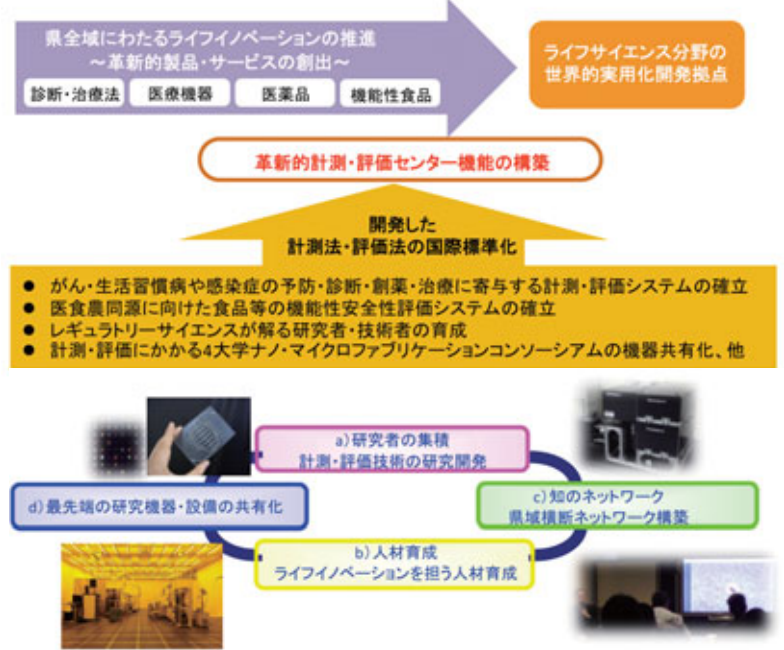 県全域にわたるライフイノベーションの推進
～革新的製品・サービスの創出～
診断・治療法
医療機器
医薬品
機能性食品
ライフサイエンス分野の
世界的実用化開発拠点
革新的計測・評価センター機能の構築
開発した
計測法・評価法の国際標準化
● がん・生活習慣病や感染症の予防・診断・創薬・治療に寄与する計測・評価システムの確立
● 医食農同源に向けた食品等の機能性安全性評価システムの確立
● レギュラトリーサイエンスが解る研究者・技術者の育成
● 計測・評価にかかる4大学ナノ・マイクロファブリケーションコンソーシアムの機器共有化、他
a)研究者の集積
計測・評価技術の研究開発
d)最先端の研究機器・設備の共有化
c)知のネットワーク
県域横断ネットワーク構築
b)人材育成
ライフイノベーションを担う人材育成